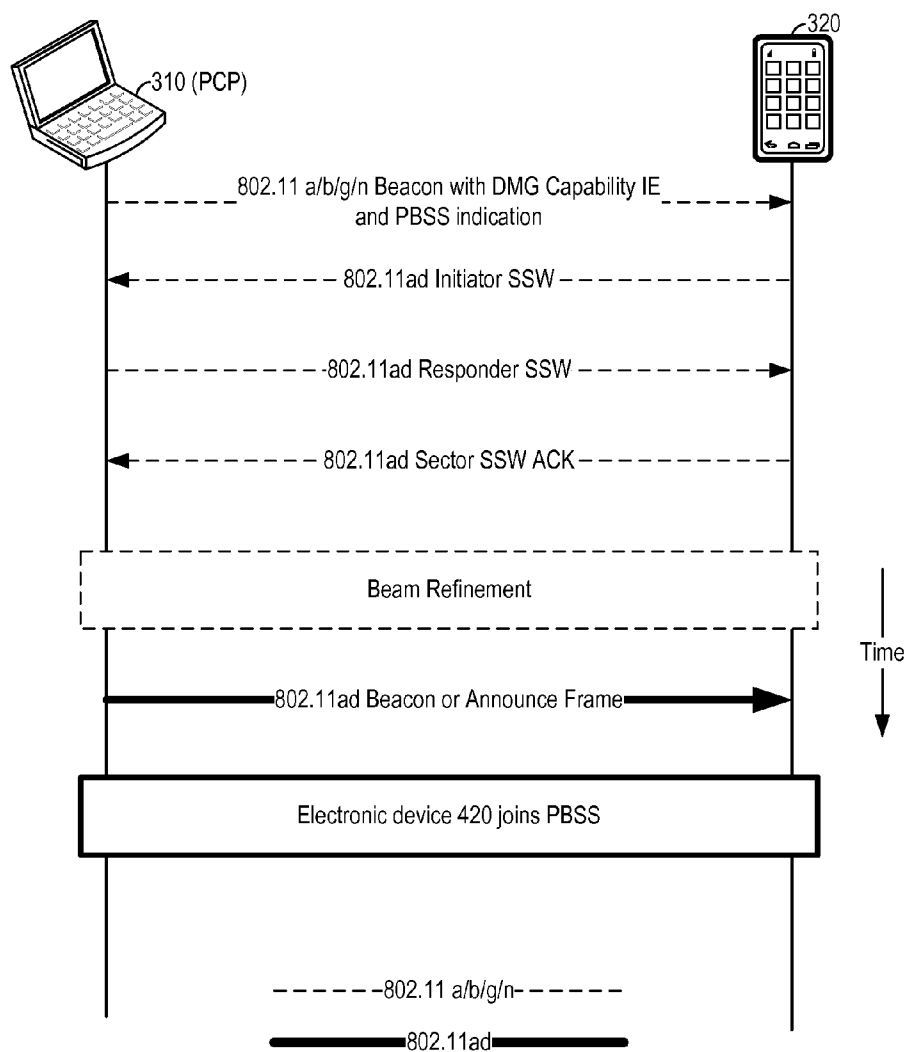 320
310 (PCP)
802.11 a/b/g/n Beacon with DMG Capability IE
and PBSS indication
802.11ad Initiator SSW
802.11ad Responder SSW
802.11ad Sector SSW ACK
Beam Refinement
Time
802.11ad Beacon or Announce Frame
Electronic device 420 joins PBSS
802.11 a/b/g/n
802.11ad